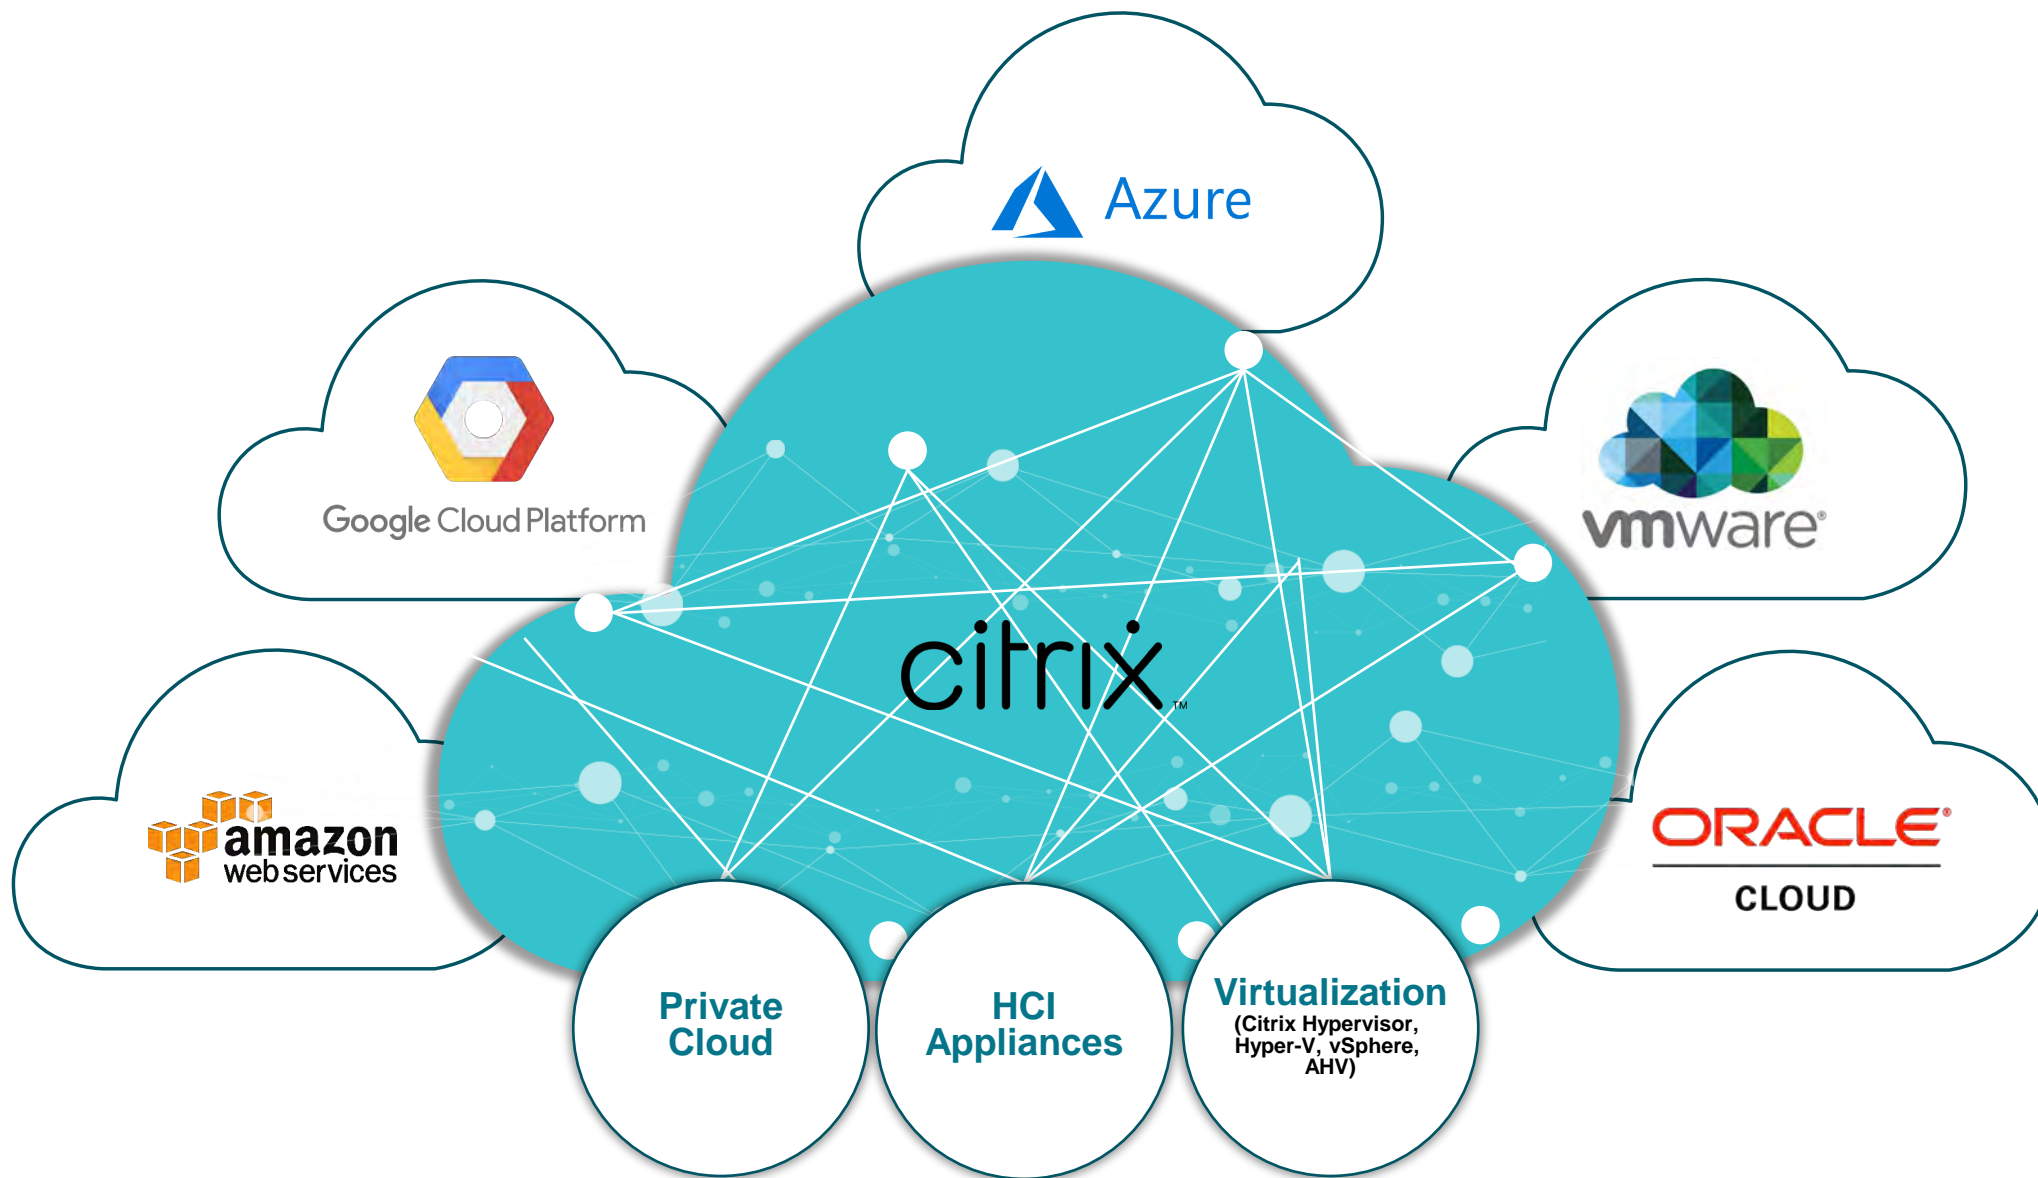 Azure
Google Cloud Platform
vmware®
citrix™
amazon
web services
ORACLE®
CLOUD
Private
Cloud
HCI
Appliances
Virtualization
(Citrix Hypervisor,
Hyper-V, vSphere,
AHV)